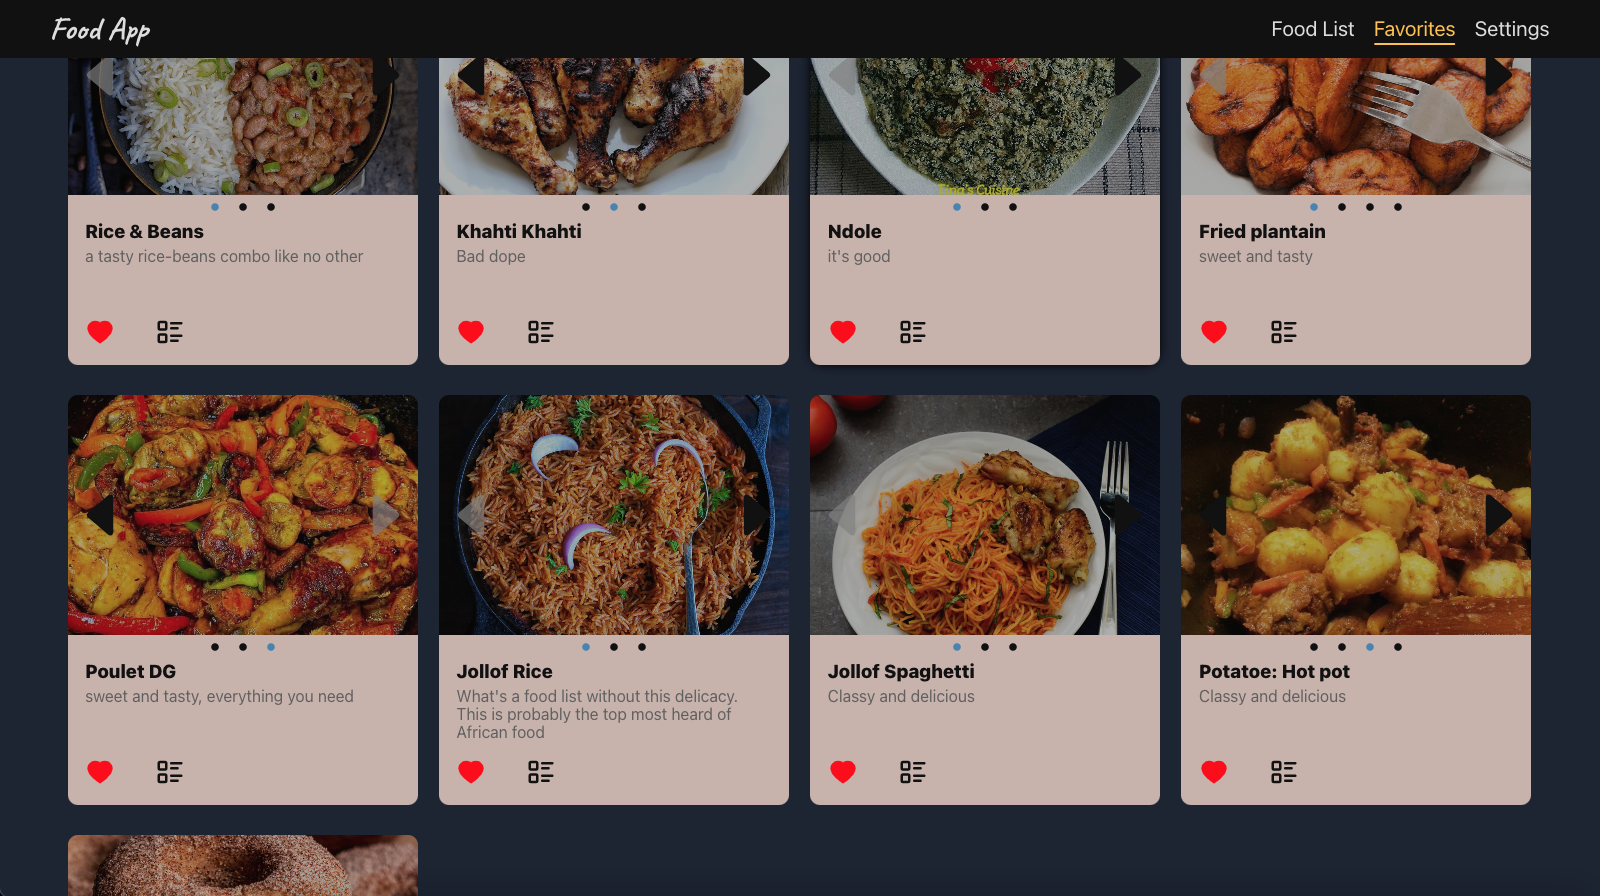 Food App
Food List Favorites Settings
Tina's Cuisine
Rice & Beans
a tasty rice-beans combo like no other
Khahti Khahti
Bad dope
Ndole
it's good
Fried plantain
sweet and tasty
Poulet DG
sweet and tasty, everything you need
Jollof Rice
What's a food list without this delicacy.
This is probably the top most heard of
African food
Jollof Spaghetti
Classy and delicious
Potatoe: Hot pot
Classy and delicious